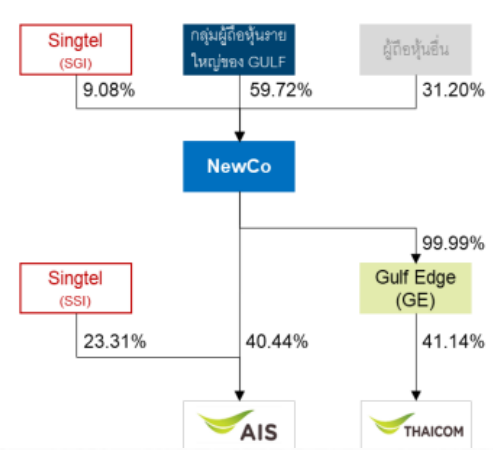 Singtel
(SGI)
กลุ่มผู้ถือหุ้นราย
ใหญ่ของ GULF
ผู้ถือหุ้นอื่น
9.08%
59.72%
31.20%
NewCo
99.99%
Singtel
(SSI)
Gulf Edge
(GE)
23.31%
40.44%
41.14%
AIS
THAICOM